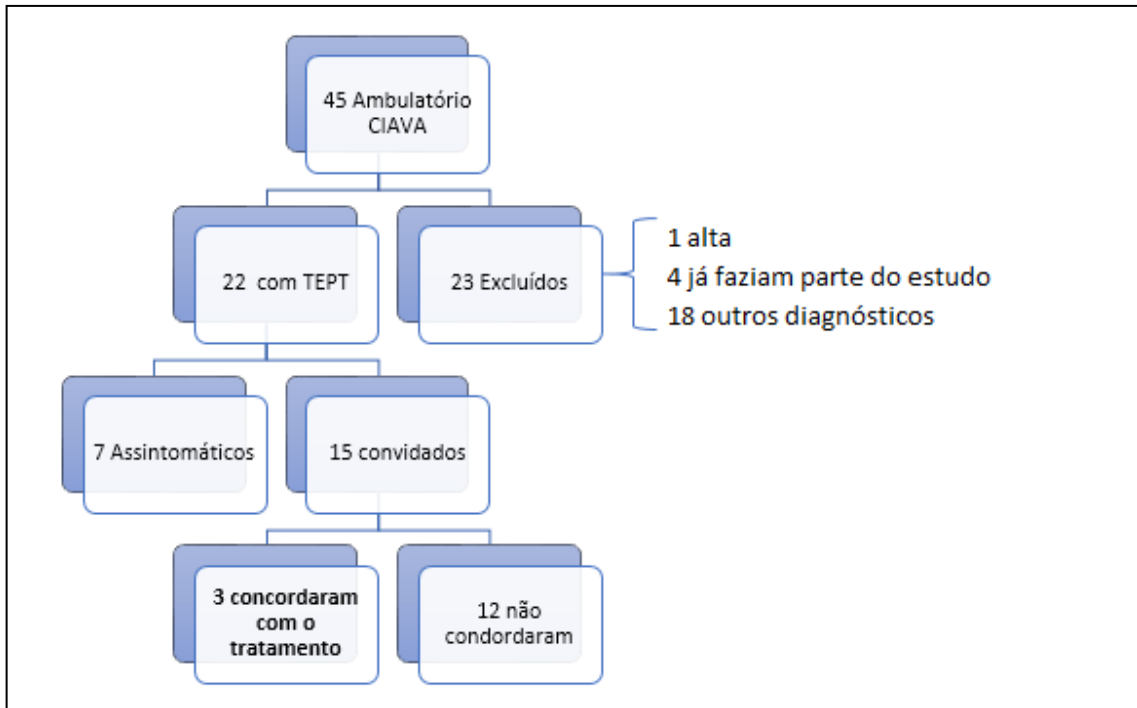 45 Ambulatório
CIAVA
22 com TEPT
23 Excluídos
1 alta
4 já faziam parte do estudo
18 outros diagnósticos
7 Assintomáticos
15 convidados
3 concordaram
com o
tratamento
12 não
condordaram